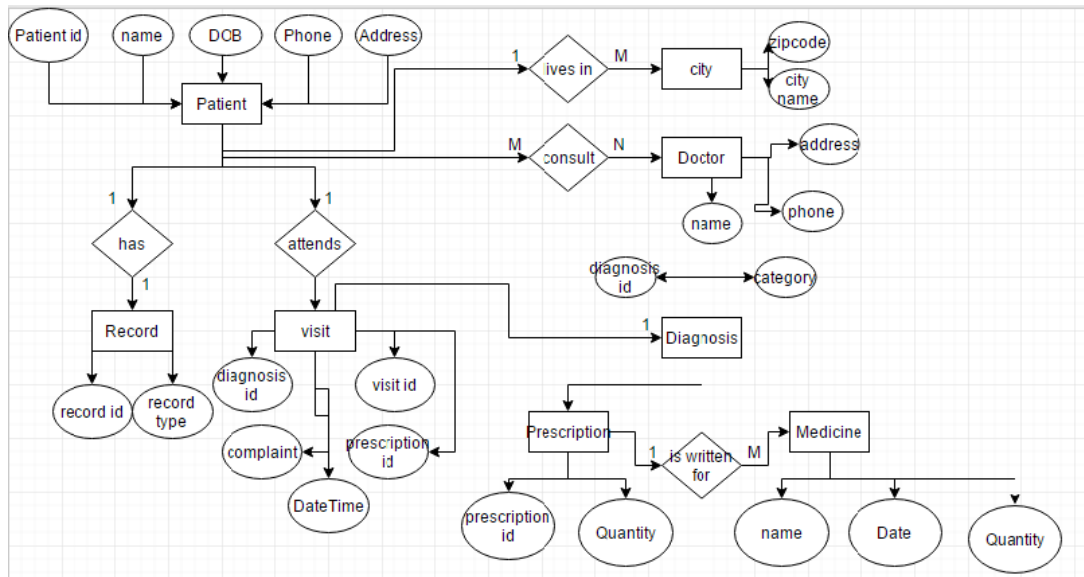 Patient id
name
DOB
Phone
Address
Patient
1
ives in
M
city
zipcode
city
name
M
consult
N
Doctor
address
name
phone
1
has
1
Record
record id
record
type
1
attends
visit
diagnosis
id
visit id
complaint
prescription
id
DateTime
diagnosis
id
category
1
Diagnosis
Prescription
1
is written
for
M
Medicine
prescription
id
Quantity
name
Date
Quantity